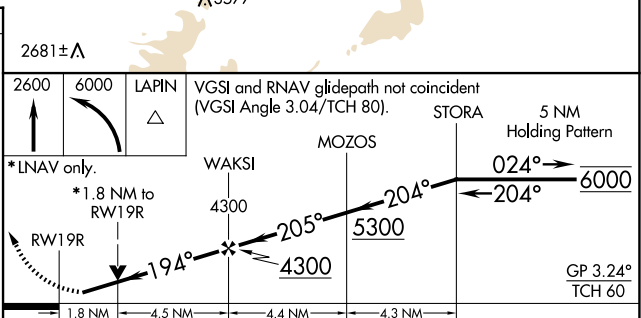 2681±
2600 6000 LAPIN
VGSI and RNAV glidepath not coincident
(VGSI Angle 3.04/TCH 80).
STORA
5 NM
Holding Pattern
MOZOS
*LNAV only.
WAKSI
024°
6000
204°
*1.8 NM to
RW19R
4300
204°
RW19R
205°
5300
194°
4300
GP 3.24°
TCH 60
1.8 NM 4.5 NM 4.4 NM 4.3 NM